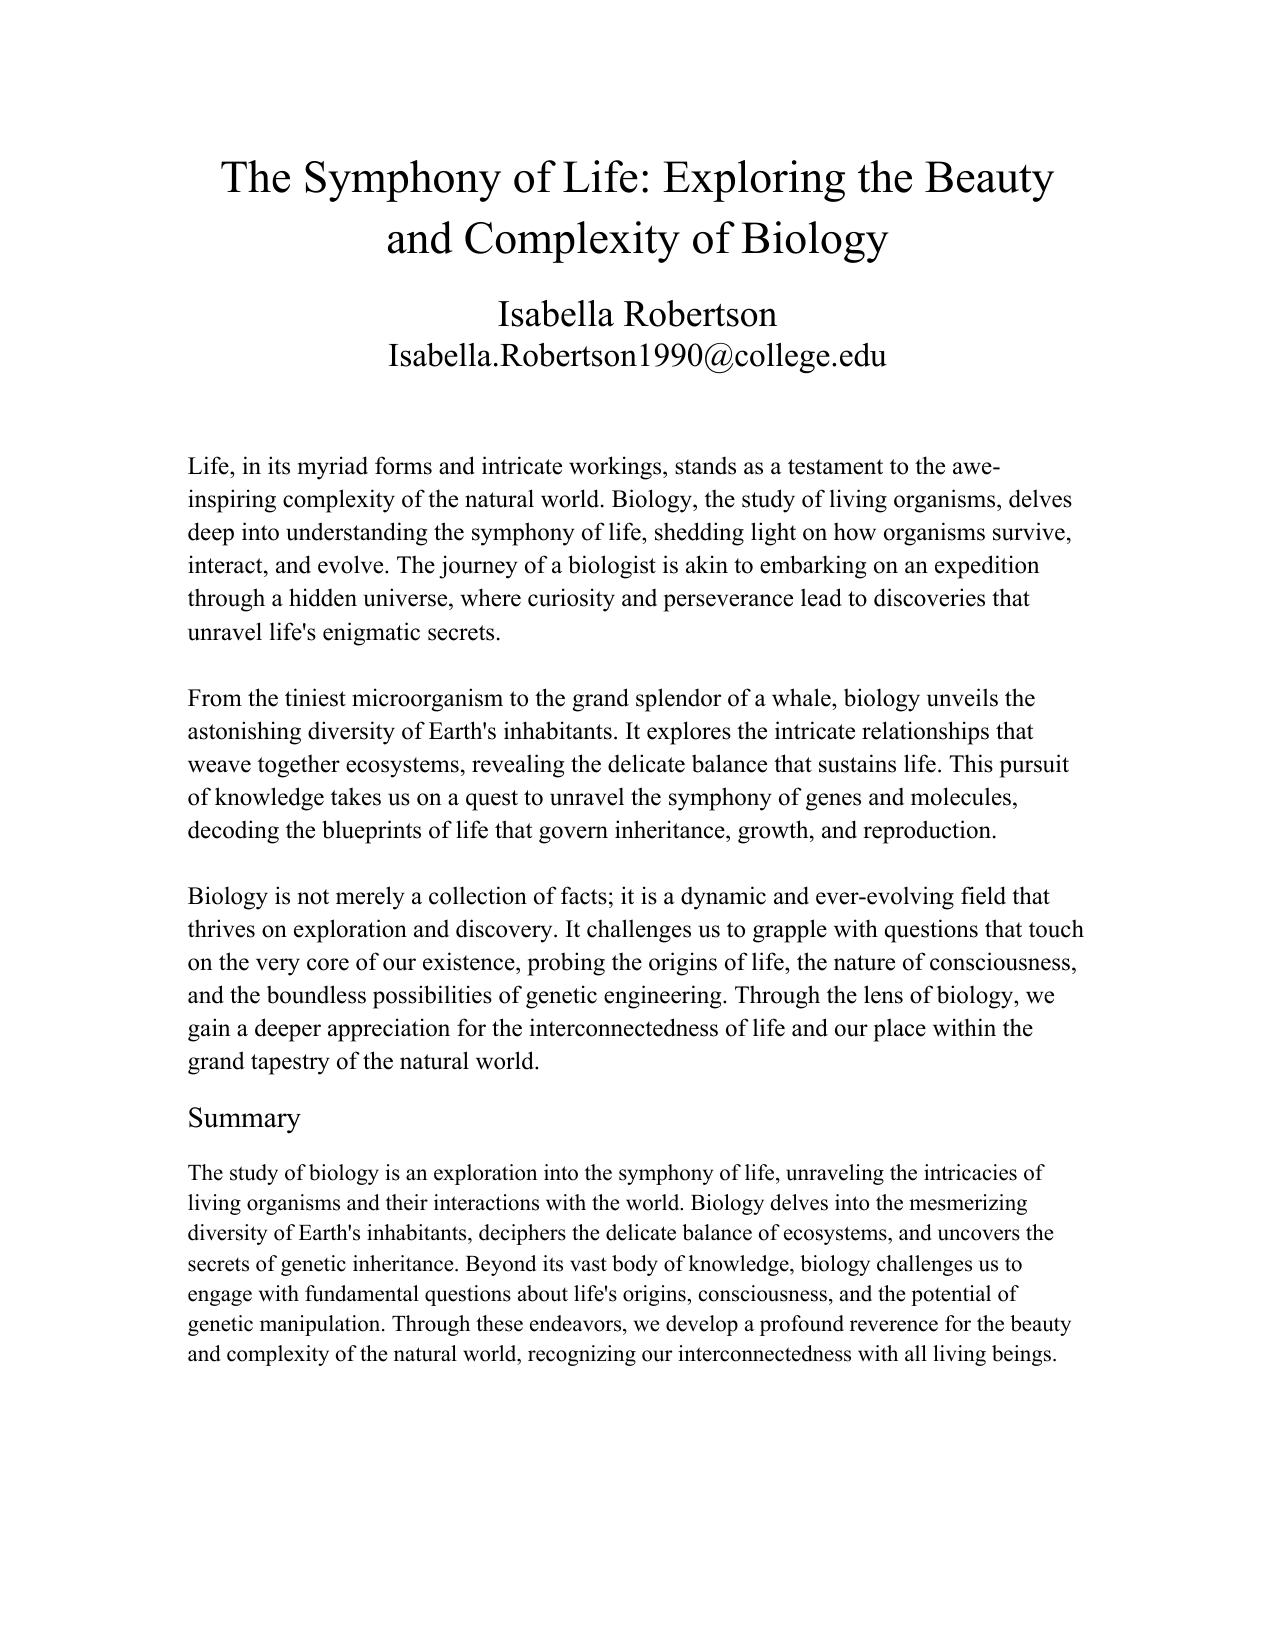 The Symphony of Life: Exploring the Beauty
and Complexity of Biology
Isabella Robertson
Isabella.Robertson1990@college.edu
Life, in its myriad forms and intricate workings, stands as a testament to the awe-
inspiring complexity of the natural world. Biology, the study of living organisms, delves
deep into understanding the symphony of life, shedding light on how organisms survive,
interact, and evolve. The journey of a biologist is akin to embarking on an expedition
through a hidden universe, where curiosity and perseverance lead to discoveries that
unravel life's enigmatic secrets.
From the tiniest microorganism to the grand splendor of a whale, biology unveils the
astonishing diversity of Earth's inhabitants. It explores the intricate relationships that
weave together ecosystems, revealing the delicate balance that sustains life. This pursuit
of knowledge takes us on a quest to unravel the symphony of genes and molecules,
decoding the blueprints of life that govern inheritance, growth, and reproduction.
Biology is not merely a collection of facts; it is a dynamic and ever-evolving field that
thrives on exploration and discovery. It challenges us to grapple with questions that touch
on the very core of our existence, probing the origins of life, the nature of consciousness,
and the boundless possibilities of genetic engineering. Through the lens of biology, we
gain a deeper appreciation for the interconnectedness of life and our place within the
grand tapestry of the natural world.
Summary
The study of biology is an exploration into the symphony of life, unraveling the intricacies of
living organisms and their interactions with the world. Biology delves into the mesmerizing
diversity of Earth's inhabitants, deciphers the delicate balance of ecosystems, and uncovers the
secrets of genetic inheritance. Beyond its vast body of knowledge, biology challenges us to
engage with fundamental questions about life's origins, consciousness, and the potential of
genetic manipulation. Through these endeavors, we develop a profound reverence for the beauty
and complexity of the natural world, recognizing our interconnectedness with all living beings.